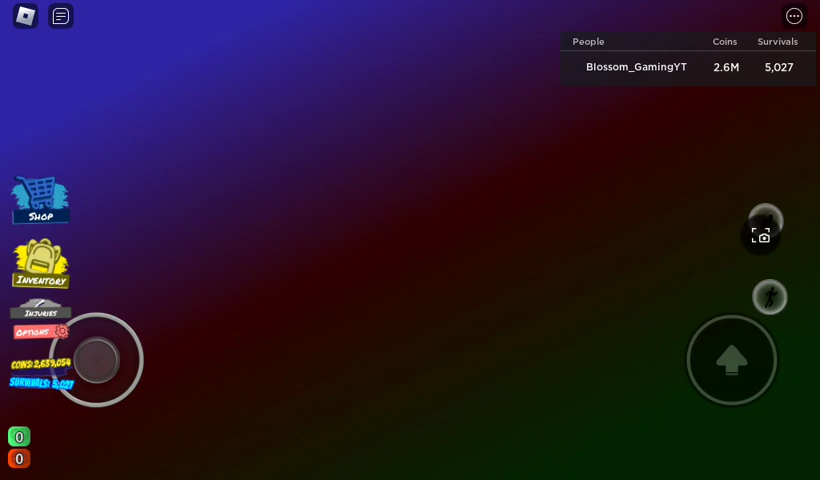 People Coins Survivals
Blossom_GamingYT 2.6M 5,027
Shop
Inventory
Injuries
Options
Coins: 2,639,054
Survivals: 5,027
0
0